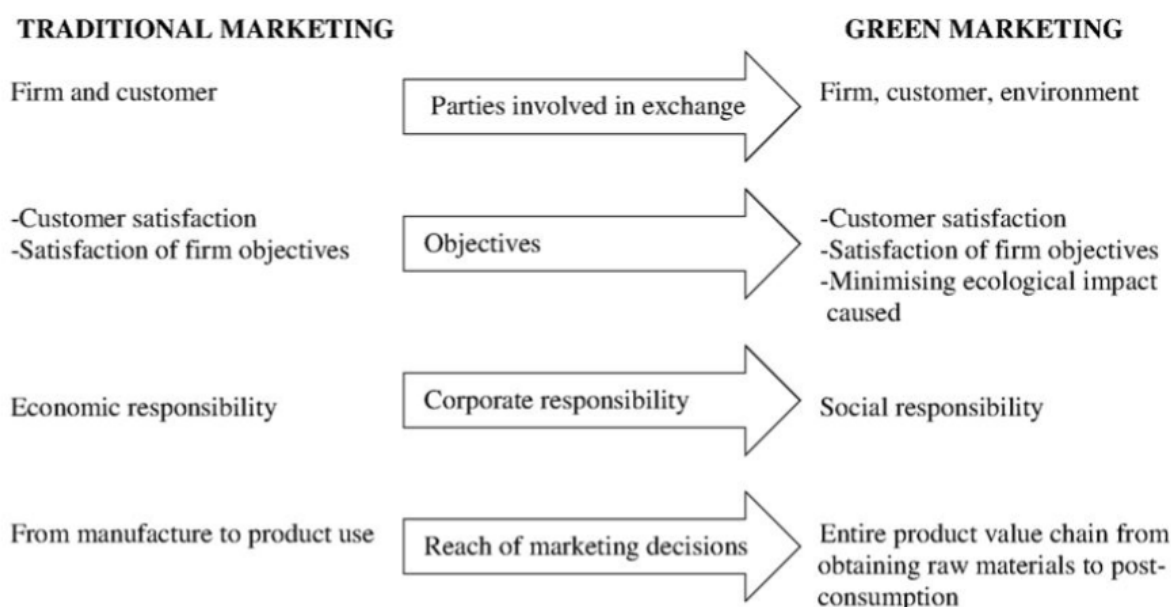 TRADITIONAL MARKETING
GREEN MARKETING
Firm and customer
Parties involved in exchange
Firm, customer, environment
-Customer satisfaction
-Satisfaction of firm objectives
Objectives
-Customer satisfaction
-Satisfaction of firm objectives
-Minimising ecological impact
caused
Economic responsibility
Corporate responsibility
Social responsibility
From manufacture to product use
Reach of marketing decisions
Entire product value chain from
obtaining raw materials to post-
consumption